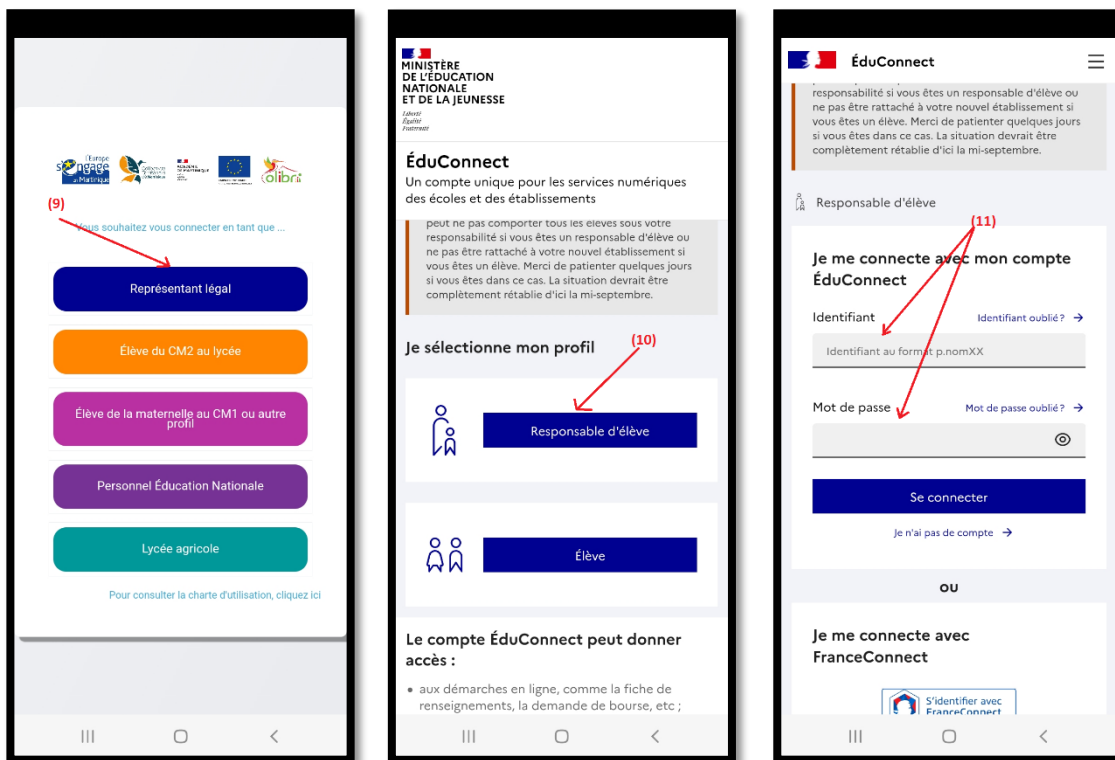 l'Europe
s'engage
en Martinique
Colibri
(9)
Vous souhaitez vous connecter en tant que ...
Représentant légal
Élève du CM2 au lycée
Élève de la maternelle au CM1 ou autre
profil
Personnel Éducation Nationale
Lycée agricole
Pour consulter la charte d'utilisation, cliquez ici
MINISTÈRE
DE L'ÉDUCATION
NATIONALE
ET DE LA JEUNESSE
Liberté
Égalité
Fraternité
ÉduConnect
Un compte unique pour les services numériques
des écoles et des établissements
peut ne pas comporter tous les élèves sous votre
responsabilité si vous êtes un responsable d'élève ou
ne pas être rattaché à votre nouvel établissement si
vous êtes un élève. Merci de patienter quelques jours
si vous êtes dans ce cas. La situation devrait être
complètement rétablie d'ici la mi-septembre.
Je sélectionne mon profil
(10)
Responsable d'élève
Élève
Le compte ÉduConnect peut donner
accès :
• aux démarches en ligne, comme la fiche de
renseignements, la demande de bourse, etc ;
ÉduConnect
responsabilité si vous êtes un responsable d'élève ou
ne pas être rattaché à votre nouvel établissement si
vous êtes un élève. Merci de patienter quelques jours
si vous êtes dans ce cas. La situation devrait être
complètement rétablie d'ici la mi-septembre.
Responsable d'élève
(11)
Je me connecte avec mon compte
ÉduConnect
Identifiant
Identifiant oublié? →
Identifiant au format p.nomXX
Mot de passe
Mot de passe oublié? →
Se connecter
Je n'ai pas de compte →
OU
Je me connecte avec
FranceConnect
S'identifier avec
FranceConnect